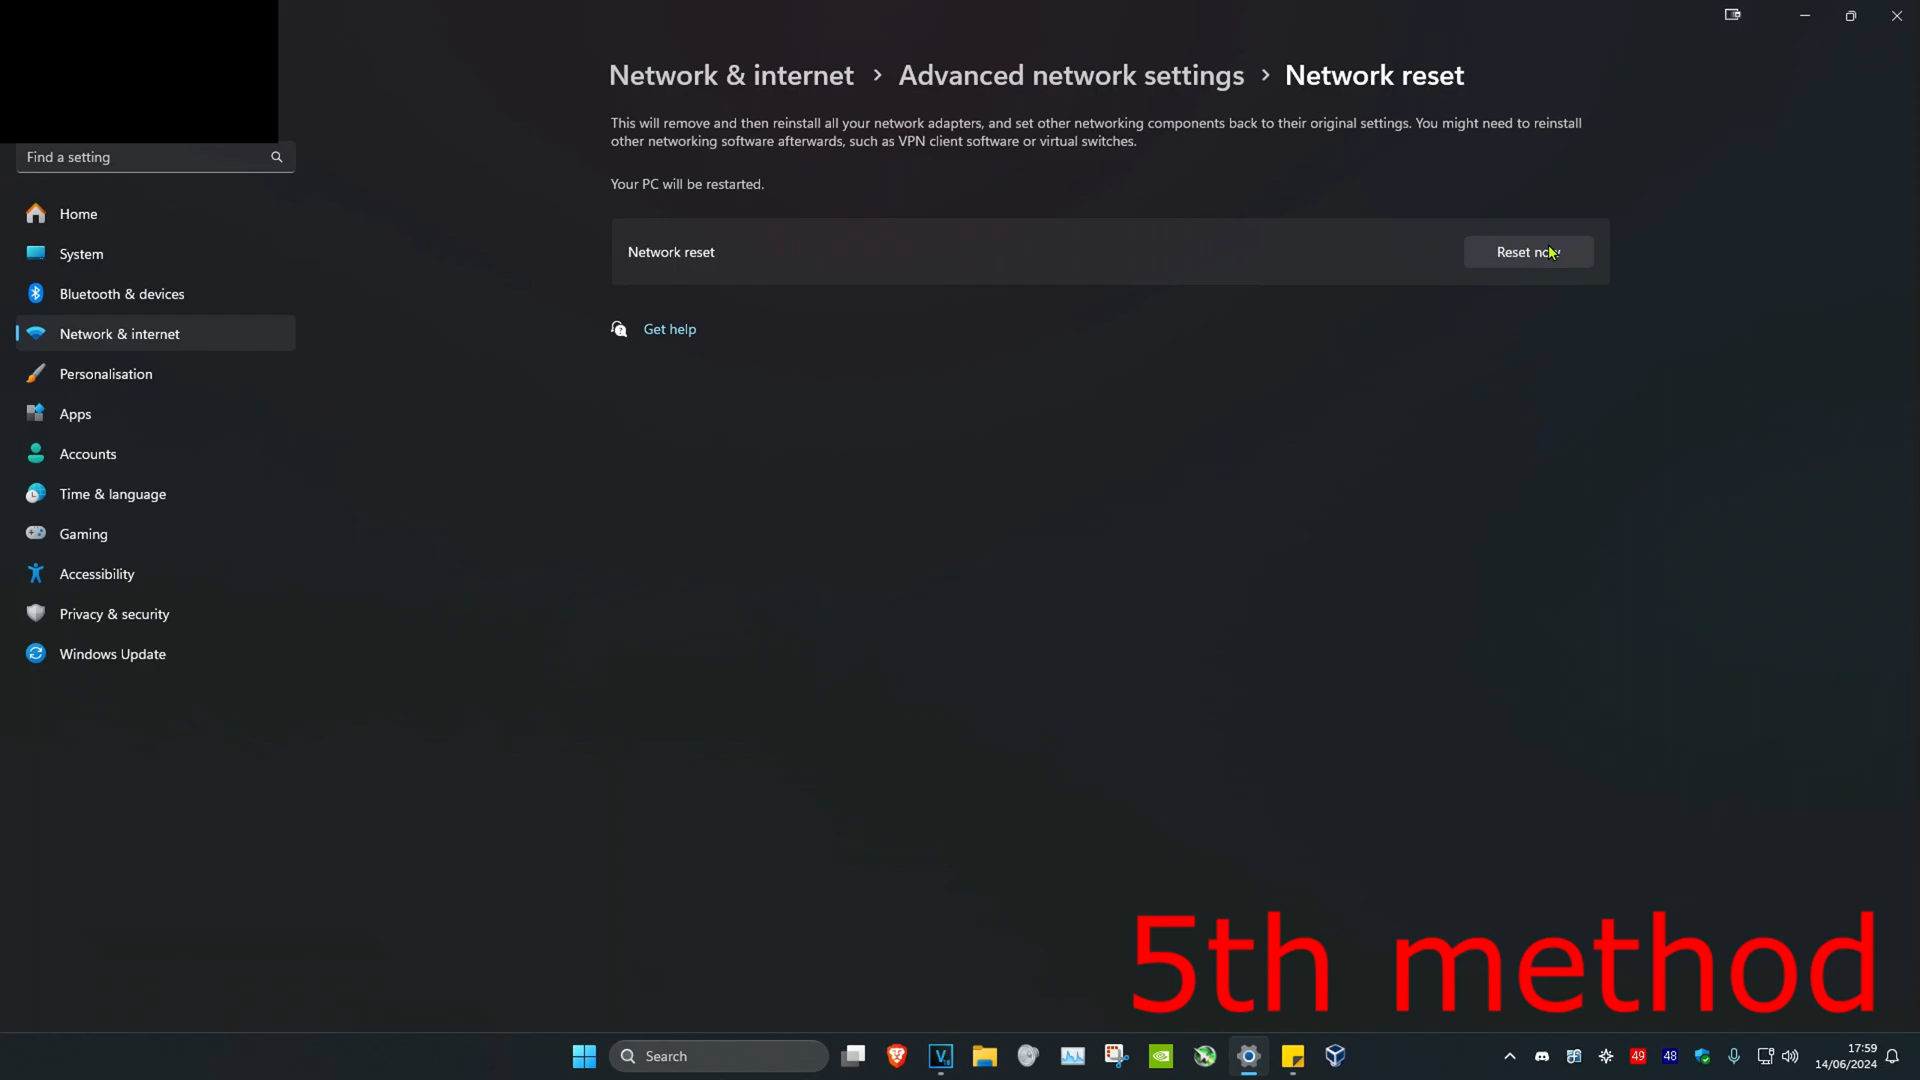 Network & internet > Advanced network settings > Network reset
This will remove and then reinstall all your network adapters, and set other networking components back to their original settings. You might need to reinstall
other networking software afterwards, such as VPN client software or virtual switches.
Your PC will be restarted.
Find a setting
Home
System
Bluetooth & devices
Network & internet
Personalisation
Apps
Accounts
Time & language
Gaming
Accessibility
Privacy & security
Windows Update
Network reset
Reset now
Get help
5th method
Search
49
48
17:59
14/06/2024